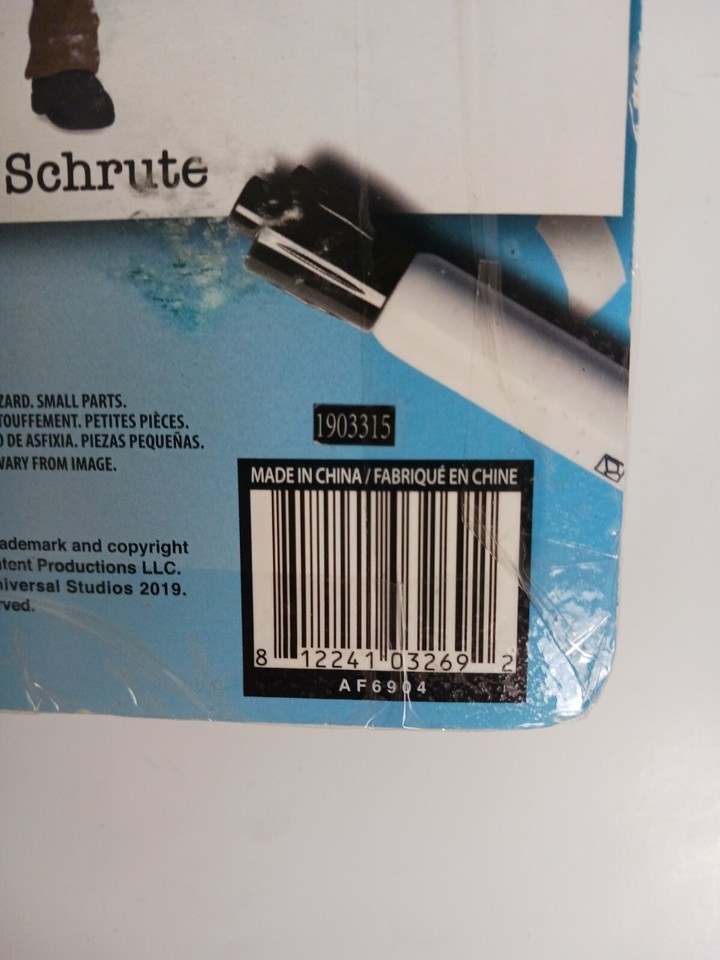 Schrute
ZARD. SMALL PARTS.
TOUFFEMENT. PETITES PIÈCES.
O DE ASFIXIA. PIEZAS PEQUEÑAS.
VARY FROM IMAGE.
1903315
MADE IN CHINA / FABRIQUÉ EN CHINE
ademark and copyright
tent Productions LLC.
niversal Studios 2019.
rved.
8 12241 03269 2
AF6904